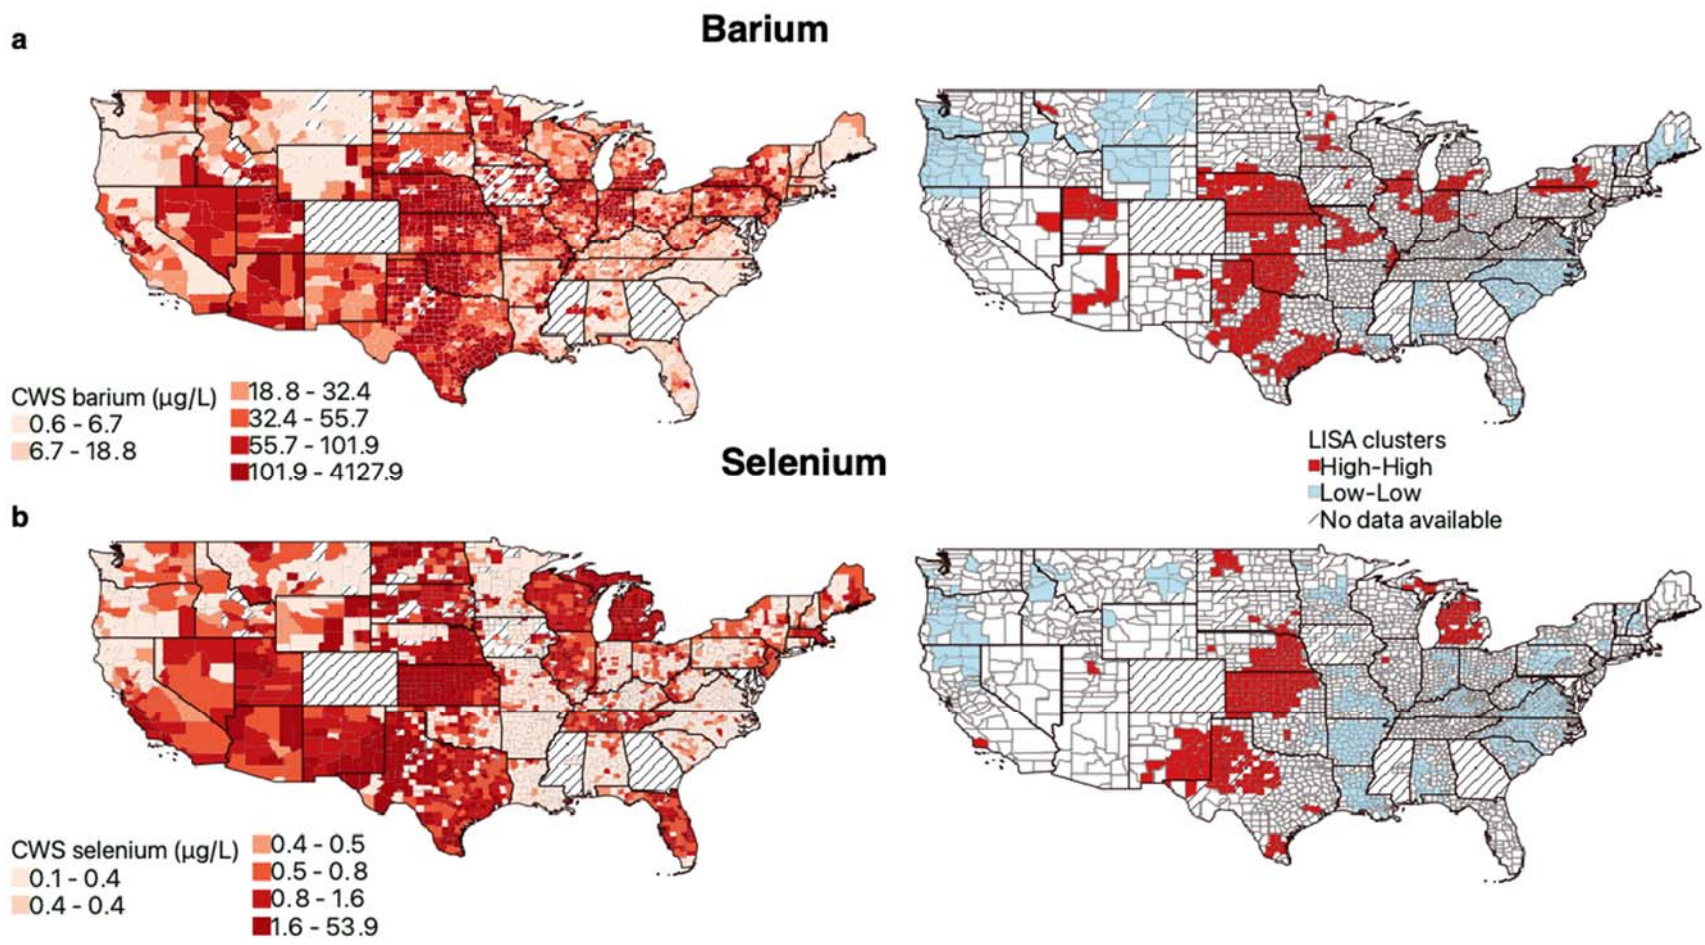 Barium
a
CWS barium (µg/L)
0.6 - 6.7
6.7 - 18.8
18.8 - 32.4
32.4 - 55.7
55.7 - 101.9
101.9 - 4127.9
LISA clusters
High-High
Low-Low
No data available
Selenium
b
CWS selenium (µg/L)
0.1 - 0.4
0.4 - 0.4
0.4 - 0.5
0.5 - 0.8
0.8 - 1.6
1.6 - 53.9